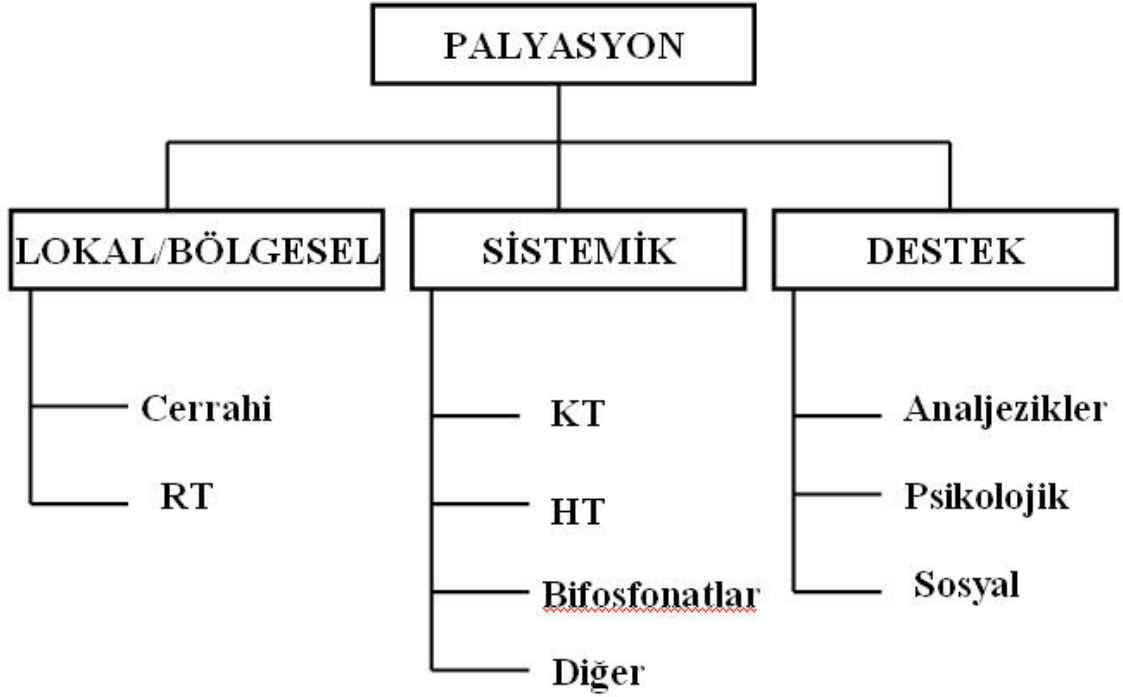 PALYASYON
LOKAL/BÖLGESEL
Cerrahi
RT
SİSTEMİK
KT
HT
Bifosfonatlar
Diğer
DESTEK
Analjezikler
Psikolojik
Sosyal